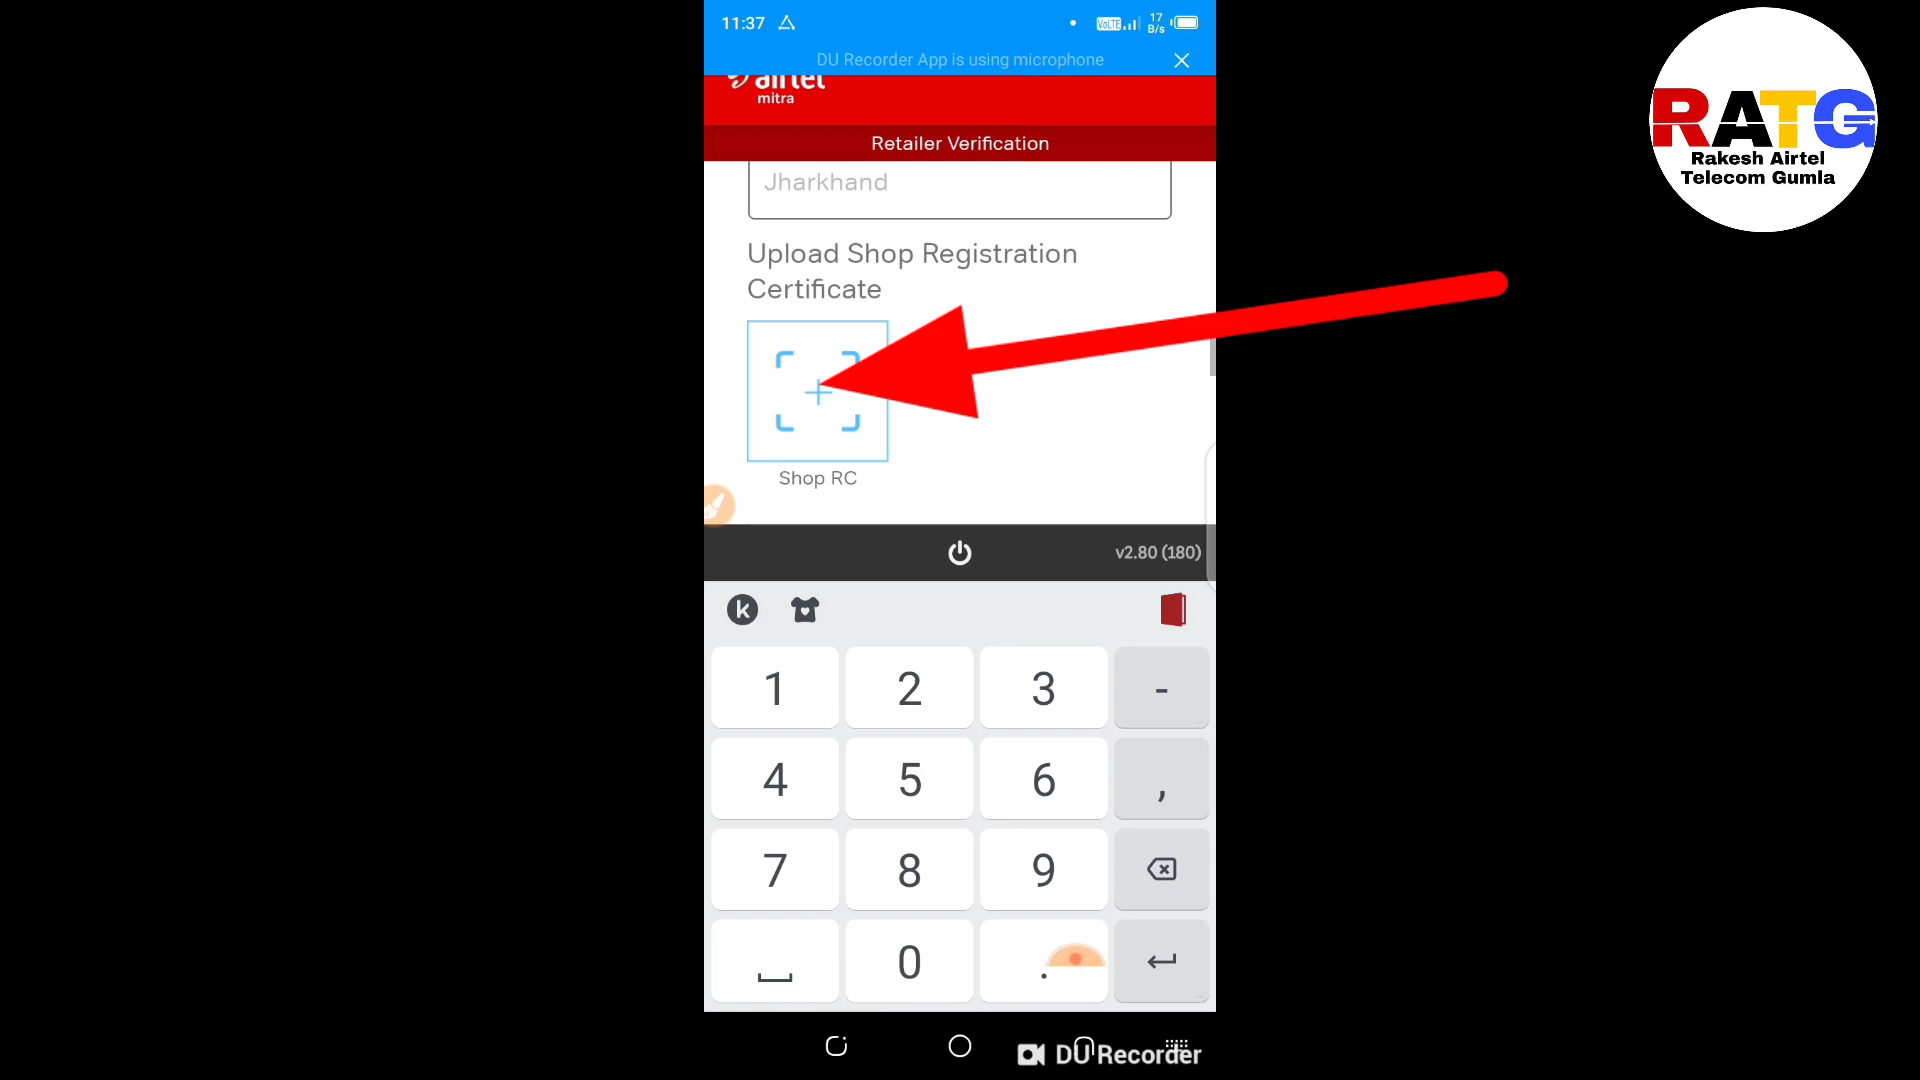 11:37
VoLTE
17
B/s
DU Recorder App is using microphone
airtel
mitra
Retailer Verification
Jharkhand
Upload Shop Registration
Certificate
Shop RC
v2.80 (180)
k
1 2 3 -
4 5 6 ,
7 8 9
0 .
DU Recorder
RATG
Rakesh Airtel
Telecom Gumla